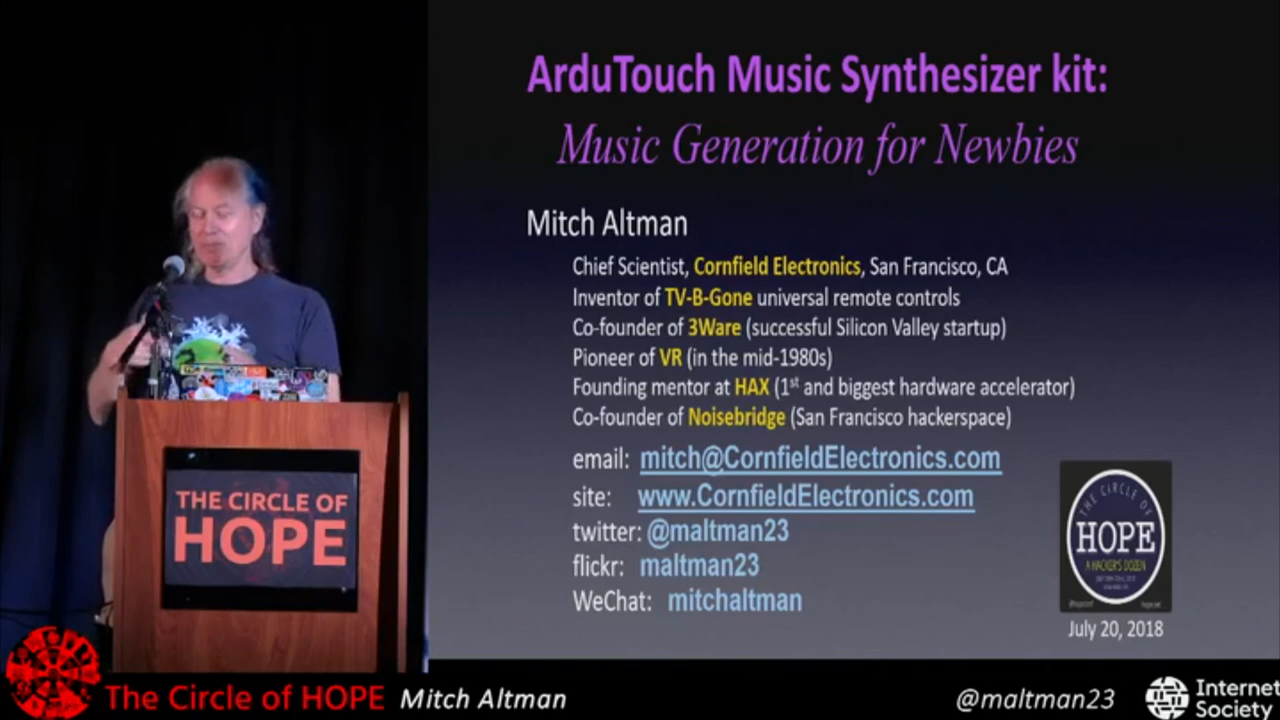 ArduTouch Music Synthesizer kit:
Music Generation for Newbies
Mitch Altman
Chief Scientist, Cornfield Electronics, San Francisco, CA
Inventor of TV-B-Gone universal remote controls
Co-founder of 3Ware (successful Silicon Valley startup)
Pioneer of VR (in the mid-1980s)
Founding mentor at HAX (1st and biggest hardware accelerator)
Co-founder of Noisebridge (San Francisco hackerspace)
email: mitch@CornfieldElectronics.com
site: www.CornfieldElectronics.com
twitter: @maltman23
flickr: maltman23
WeChat: mitchaltman
THE CIRCLE OF
HOPE
A HACKER'S DOZEN
July 20, 2018
THE CIRCLE OF
HOPE
The Circle of HOPE Mitch Altman @maltman23
Internet
Society